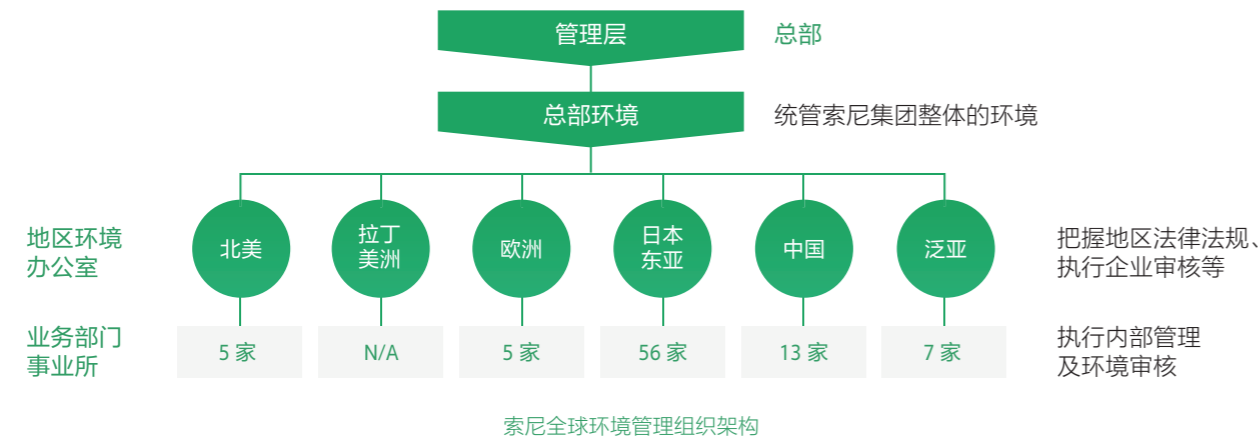 管理层
总部
总部环境
统管索尼集团整体的环境
地区环境
办公室
北美
拉丁
美洲
欧洲
日本
东亚
中国
泛亚
把握地区法律法规、
执行企业审核等
业务部门
事业所
5 家
N/A
5 家
56 家
13 家
7 家
执行内部管理
及环境审核
索尼全球环境管理组织架构